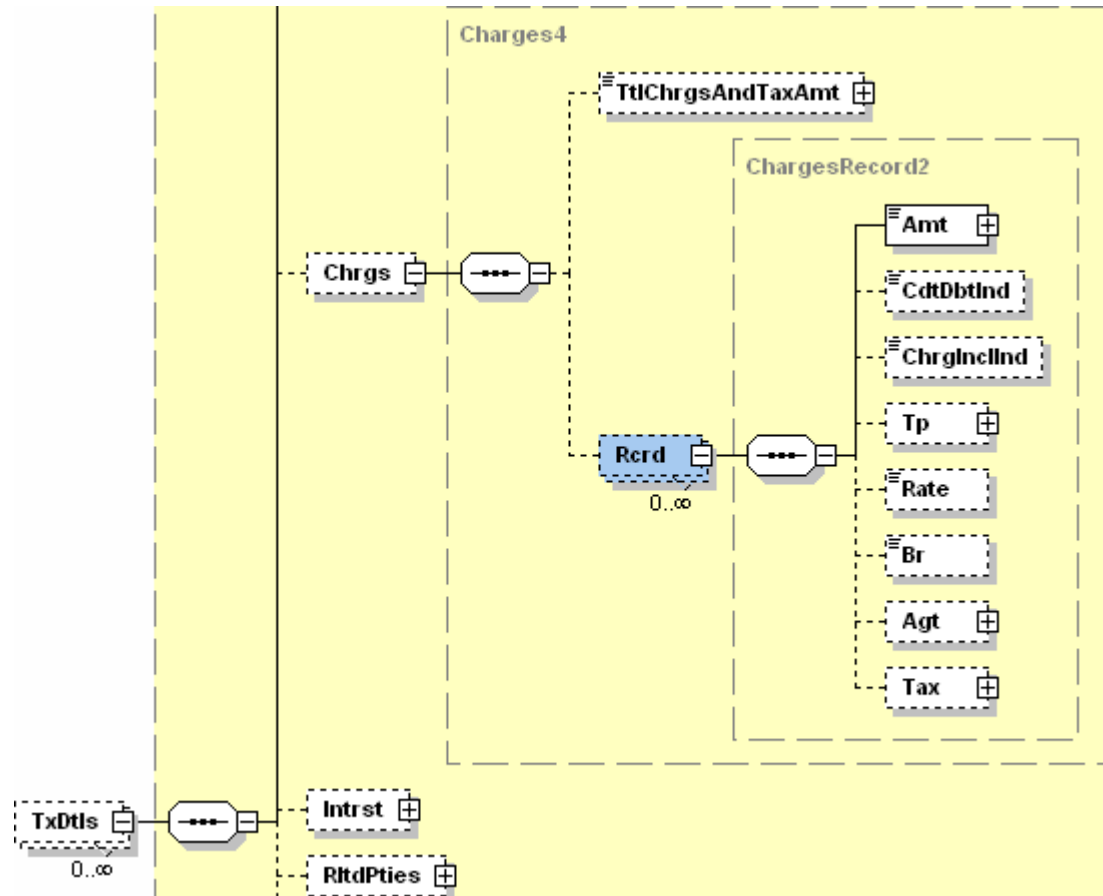 Charges4
TtlChrgsAndTaxAmt
ChargesRecord2
Amt
CdtDbtInd
Chrgs
ChrgInclInd
Tp
Rcrd
0..∞
Rate
Br
Agt
Tax
Intrst
TxDtls
0..∞
RltdPties